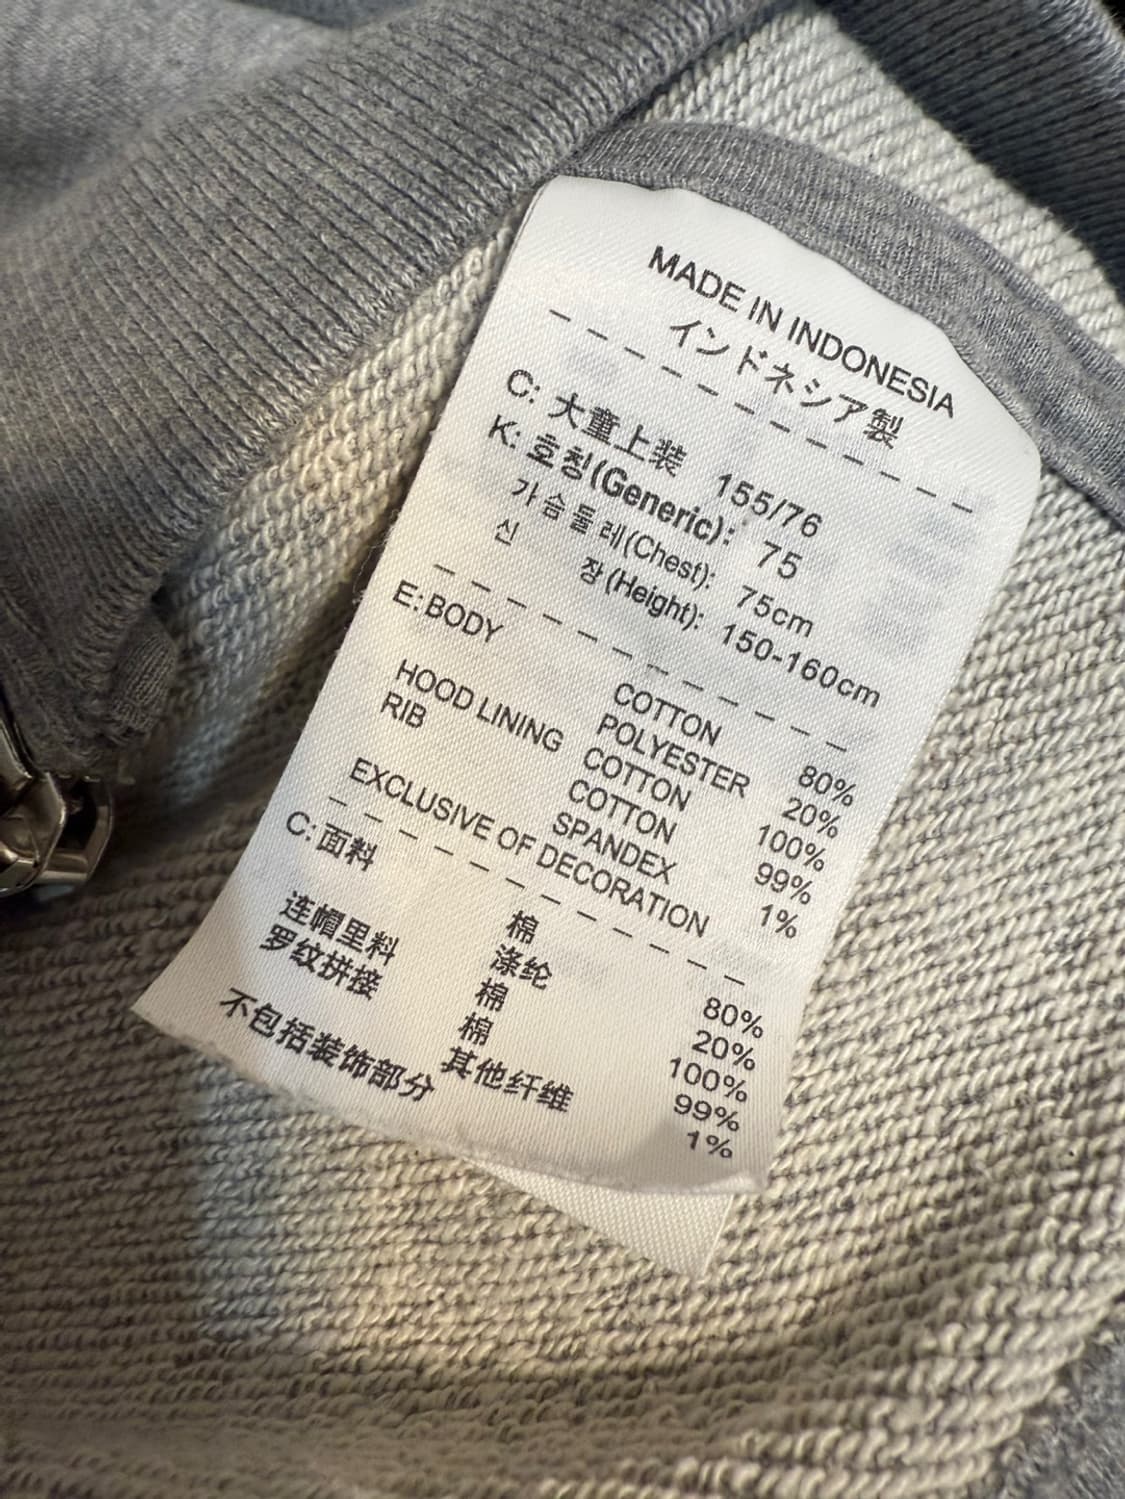 MADE IN INDONESIA
インドネシア製
C: 大童上装 155/76
K: 호칭(Generic): 75
가슴둘레(Chest): 75cm
신 장(Height): 150-160cm
E: BODY COTTON 80%
POLYESTER 20%
HOOD LINING COTTON 100%
RIB COTTON 99%
SPANDEX 1%
EXCLUSIVE OF DECORATION
C: 面料 棉 80%
涤纶 20%
连帽里料 棉 100%
罗纹拼接 棉 99%
其他纤维 1%
不包括装饰部分